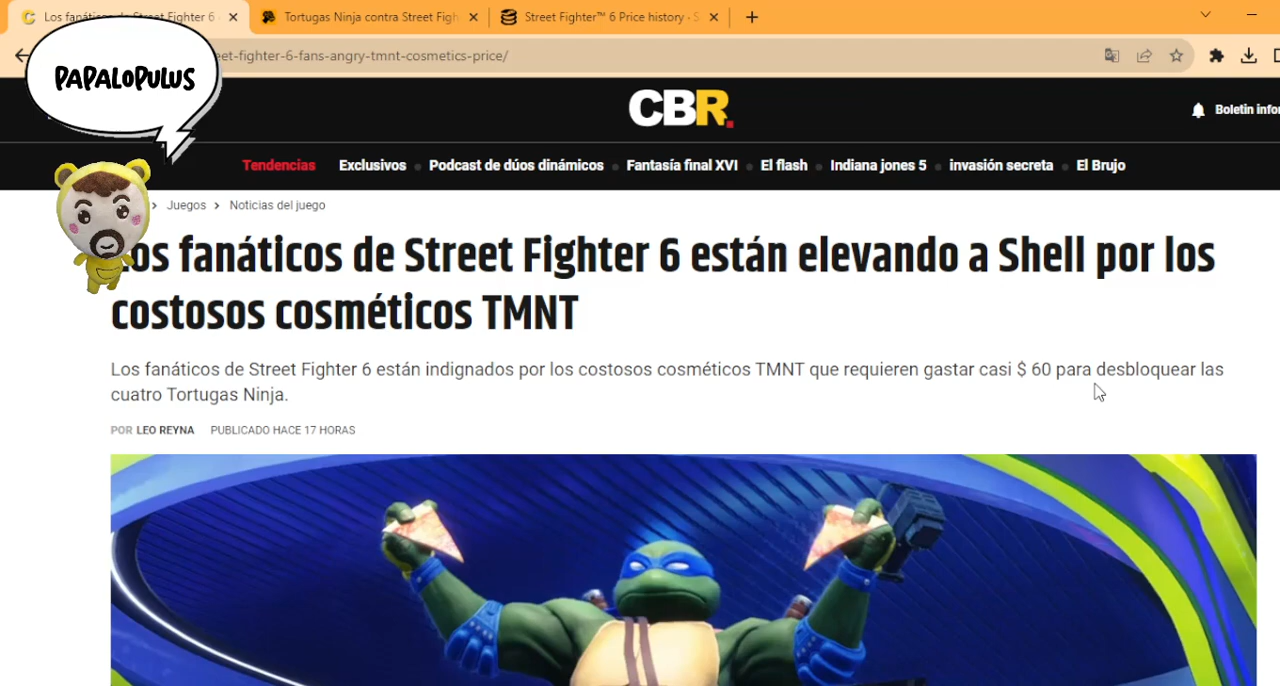 Los fanáticos de Street Fighter 6
Tortugas Ninja contra Street Figh
Street Fighter™ 6 Price history · S
eet-fighter-6-fans-angry-tmnt-cosmetics-price/
PAPALOPULUS
CBR.
Boletin infor
Tendencias
Exclusivos
Podcast de dúos dinámicos
Fantasía final XVI
El flash
Indiana jones 5
invasión secreta
El Brujo
Juegos > Noticias del juego
Los fanáticos de Street Fighter 6 están elevando a Shell por los
costosos cosméticos TMNT
Los fanáticos de Street Fighter 6 están indignados por los costosos cosméticos TMNT que requieren gastar casi $ 60 para desbloquear las
cuatro Tortugas Ninja.
POR LEO REYNA PUBLICADO HACE 17 HORAS